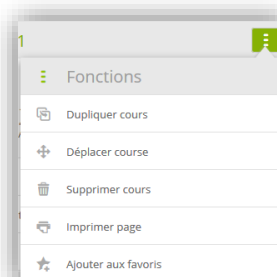 1
Fonctions
Dupliquer cours
Déplacer course
Supprimer cours
Imprimer page
Ajouter aux favoris